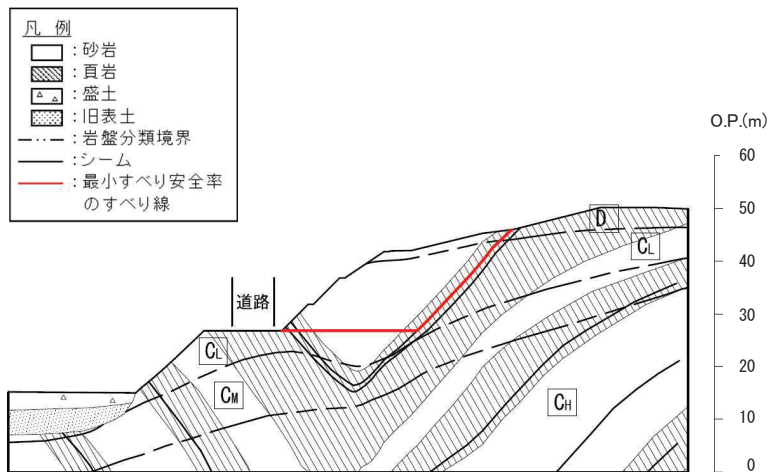 凡 例
:砂岩
:頁岩
:盛土
:旧表土
:岩盤分類境界
:シーム
:最小すべり安全率
のすべり線
O.P.(m)
60
50
40
30
20
10
0
道路
D
CL
CL
CM
CH